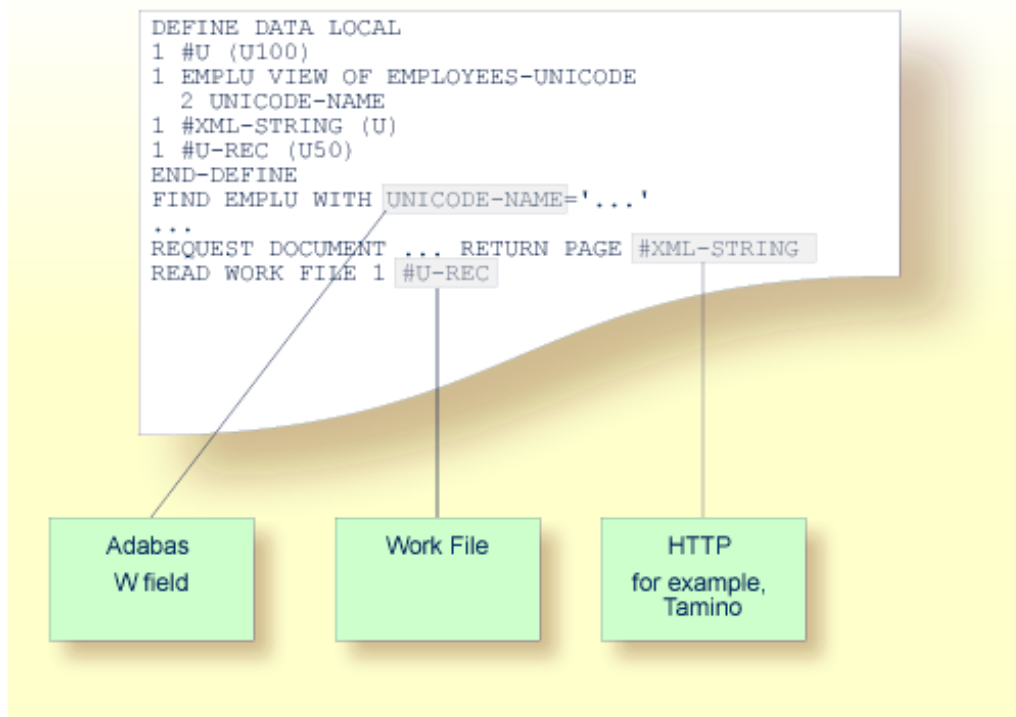 DEFINE DATA LOCAL
1 #U (U100)
1 EMPLU VIEW OF EMPLOYEES-UNICODE
2 UNICODE-NAME
1 #XML-STRING (U)
1 #U-REC (U50)
END-DEFINE
FIND EMPLU WITH UNICODE-NAME='...'
...
REQUEST DOCUMENT ... RETURN PAGE #XML-STRING
READ WORK FILE 1 #U-REC
Adabas
W field
Work File
HTTP
for example,
Tamino